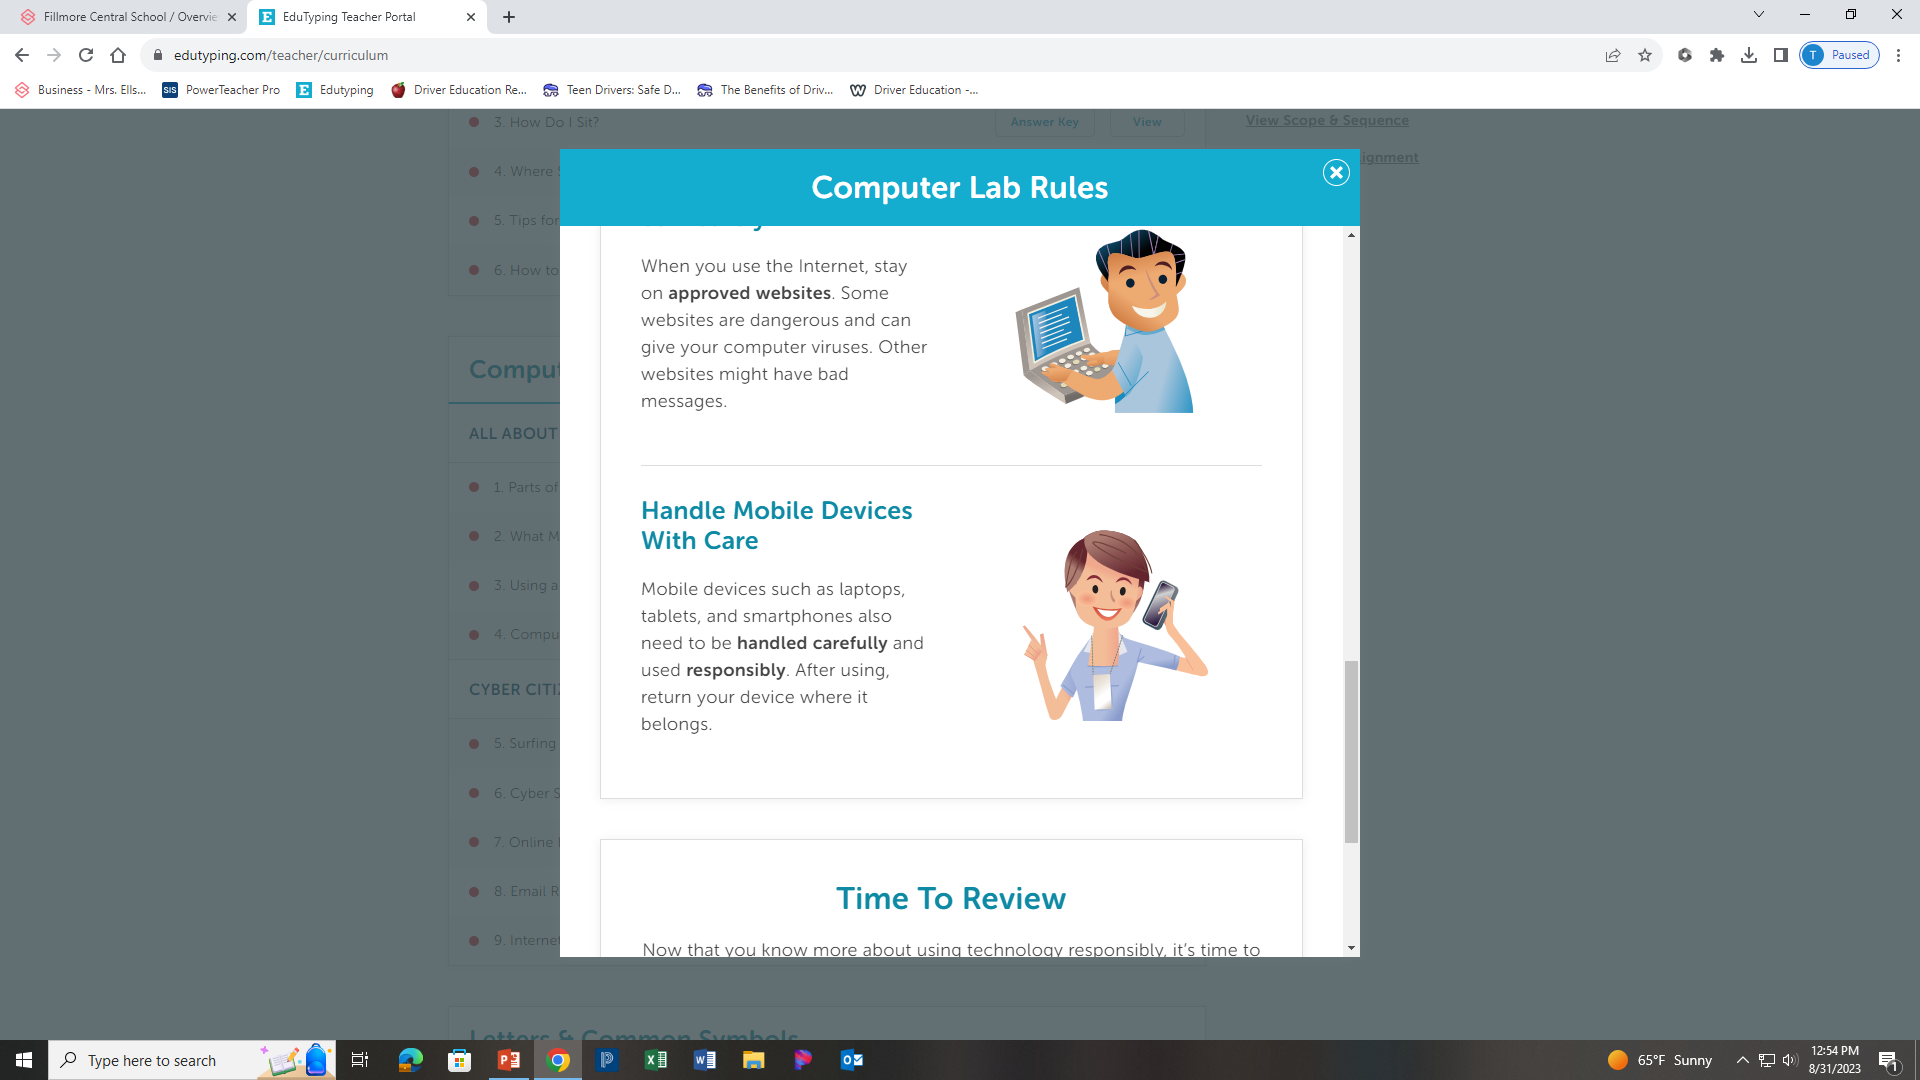 Fillmore Central School / Overvie
EduTyping Teacher Portal
edutyping.com/teacher/curriculum
T Paused
Business - Mrs. Ells...
SIS PowerTeacher Pro
E Edutyping
Driver Education Re...
Teen Drivers: Safe D...
The Benefits of Driv...
W Driver Education -...
3. How Do I Sit?
Answer Key
View
View Scope & Sequence
4. Where
ignment
5. Tips for
6. How to
Comput
ALL ABOUT
1. Parts of
2. What M
3. Using a
4. Compu
CYBER CITI
5. Surfing
6. Cyber S
7. Online
8. Email R
9. Internet
Letters & Common Symbols
Computer Lab Rules
When you use the Internet, stay
on approved websites. Some
websites are dangerous and can
give your computer viruses. Other
websites might have bad
messages.
Handle Mobile Devices
With Care
Mobile devices such as laptops,
tablets, and smartphones also
need to be handled carefully and
used responsibly. After using,
return your device where it
belongs.
Time To Review
Now that you know more about using technology responsibly, it's time to
Type here to search
65°F Sunny
12:54 PM
8/31/2023
1